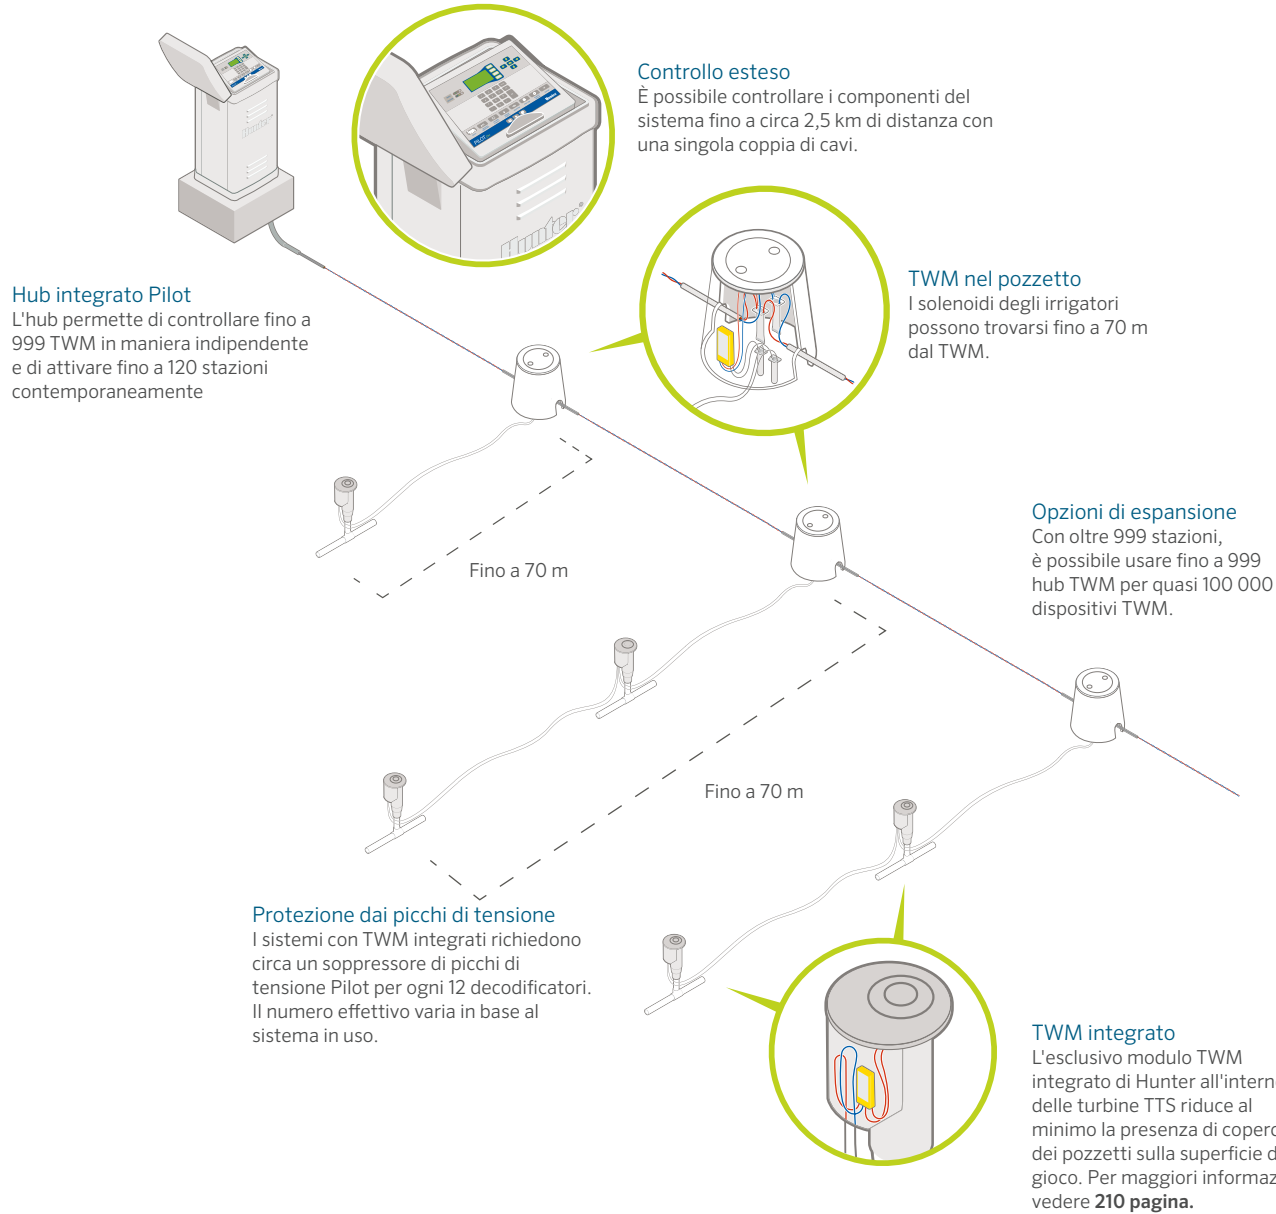 Controllo esteso
È possibile controllare i componenti del
sistema fino a circa 2,5 km di distanza con
una singola coppia di cavi.
Hunter
PILOT
Hunter
Hub integrato Pilot
L'hub permette di controllare fino a
999 TWM in maniera indipendente
e di attivare fino a 120 stazioni
contemporaneamente
TWM nel pozzetto
I solenoidi degli irrigatori
possono trovarsi fino a 70 m
dal TWM.
Opzioni di espansione
Con oltre 999 stazioni,
è possibile usare fino a 999
hub TWM per quasi 100 000
dispositivi TWM.
Fino a 70 m
Fino a 70 m
Protezione dai picchi di tensione
I sistemi con TWM integrati richiedono
circa un soppressore di picchi di
tensione Pilot per ogni 12 decodificatori.
Il numero effettivo varia in base al
sistema in uso.
TWM integrato
L'esclusivo modulo TWM
integrato di Hunter all'intern
delle turbine TTS riduce al
minimo la presenza di coperc
dei pozzetti sulla superficie d
gioco. Per maggiori informaz
vedere 210 pagina.